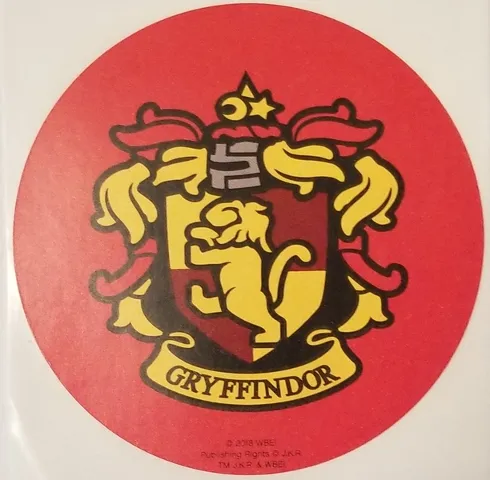 GRYFFINDOR
© 2018 WBEI
Publishing Rights © J.K.R.
TM J.K.R. & WBEI